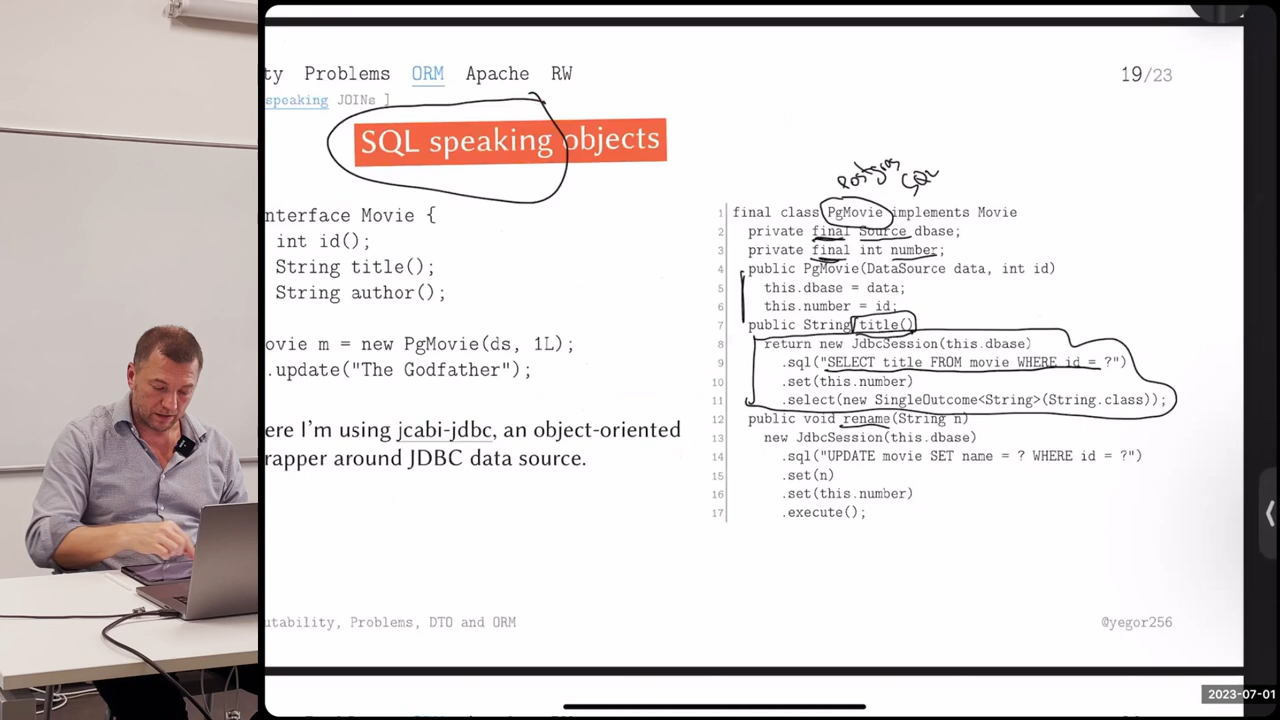 ty Problems ORM Apache RW
19/23
speaking JOINs ]
SQL speaking objects
Postgres
SQL
nterface Movie {
int id();
String title();
String author();
ovie m = new PgMovie(ds, 1L);
.update("The Godfather");
ere I'm using jcabi-jdbc, an object-oriented
rapper around JDBC data source.
1 final class PgMovie implements Movie
2 private final Source dbase;
3 private final int number;
4 public PgMovie(DataSource data, int id)
5 this.dbase = data;
6 this.number = id;
7 public String title()
8 return new JdbcSession(this.dbase)
9 .sql("SELECT title FROM movie WHERE id = ?")
10 .set(this.number)
11 .select(new SingleOutcome<String>(String.class));
12 public void rename(String n)
13 new JdbcSession(this.dbase)
14 .sql("UPDATE movie SET name = ? WHERE id = ?")
15 .set(n)
16 .set(this.number)
17 .execute();
utability, Problems, DTO and ORM
@yegor256
2023-07-01